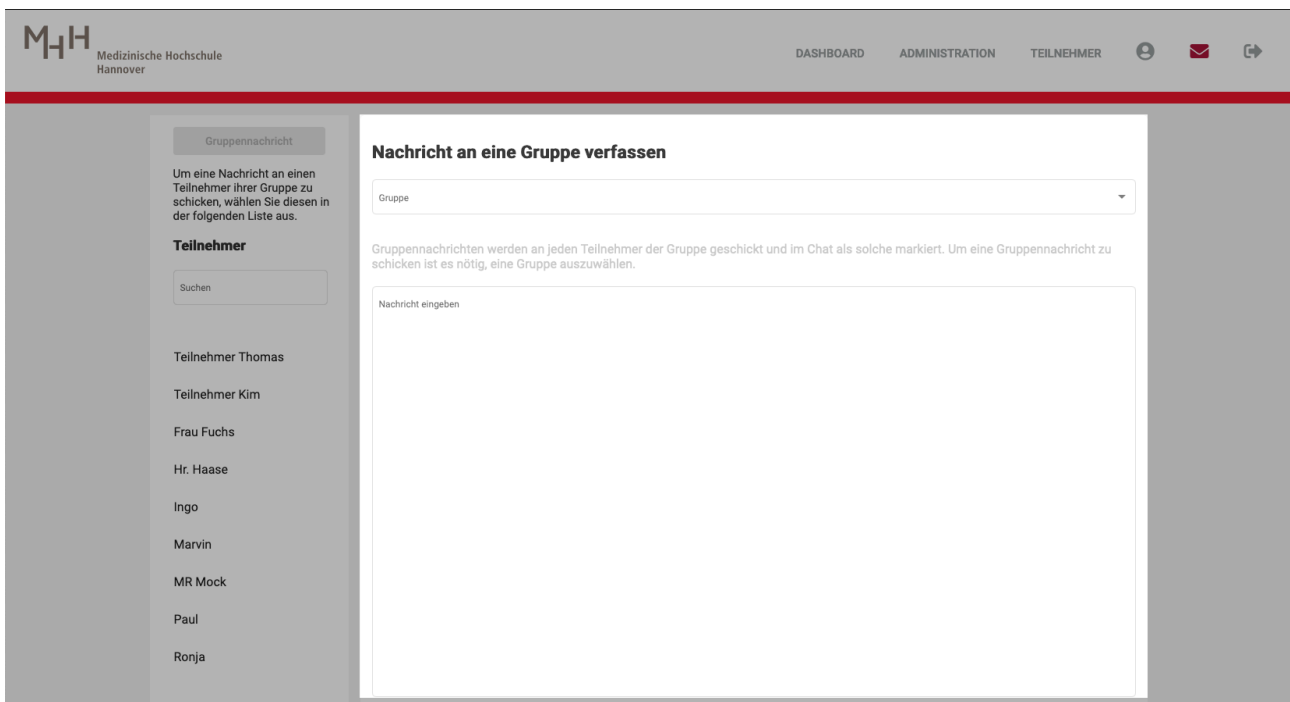 MHH
Medizinische Hochschule
Hannover
DASHBOARD
ADMINISTRATION
TEILNEHMER
Gruppennachricht
Um eine Nachricht an einen
Teilnehmer ihrer Gruppe zu
schicken, wählen Sie diesen in
der folgenden Liste aus.
Teilnehmer
Suchen
Teilnehmer Thomas
Teilnehmer Kim
Frau Fuchs
Hr. Haase
Ingo
Marvin
MR Mock
Paul
Ronja
Nachricht an eine Gruppe verfassen
Gruppe
Gruppennachrichten werden an jeden Teilnehmer der Gruppe geschickt und im Chat als solche markiert. Um eine Gruppennachricht zu
schicken ist es nötig, eine Gruppe auszuwählen.
Nachricht eingeben